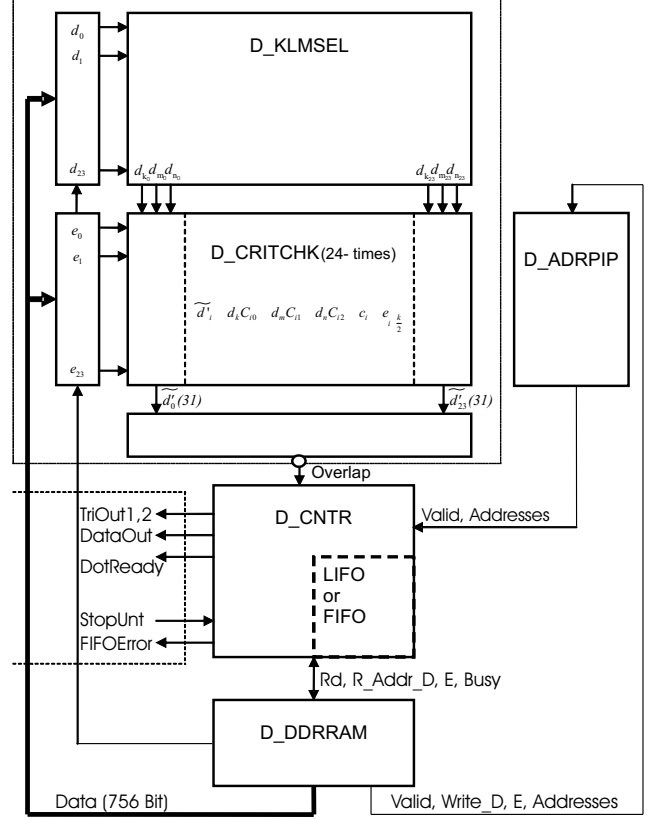 d₀
d₁
d₂₃
D_KLMSEL
dₖ₀ dₘ₀ dₙ₀
dₖ₂₃ dₘ₂₃ dₙ₂₃
e₀
e₁
e₂₃
D_CRITCHK (24- times)
d̃'ᵢ dₖCᵢ₀ dₘCᵢ₁ dₙCᵢ₂ cᵢ eᵢ k/2
D_ADRPIP
d̃'₀(31)
d̃'₂₃(31)
Overlap
D_CNTR
Valid, Addresses
TriOut1,2
DataOut
DotReady
StopUnt
FIFOError
LIFO
or
FIFO
Rd, R_Addr_D, E, Busy
D_DDRRAM
Data (756 Bit)
Valid, Write_D, E, Addresses